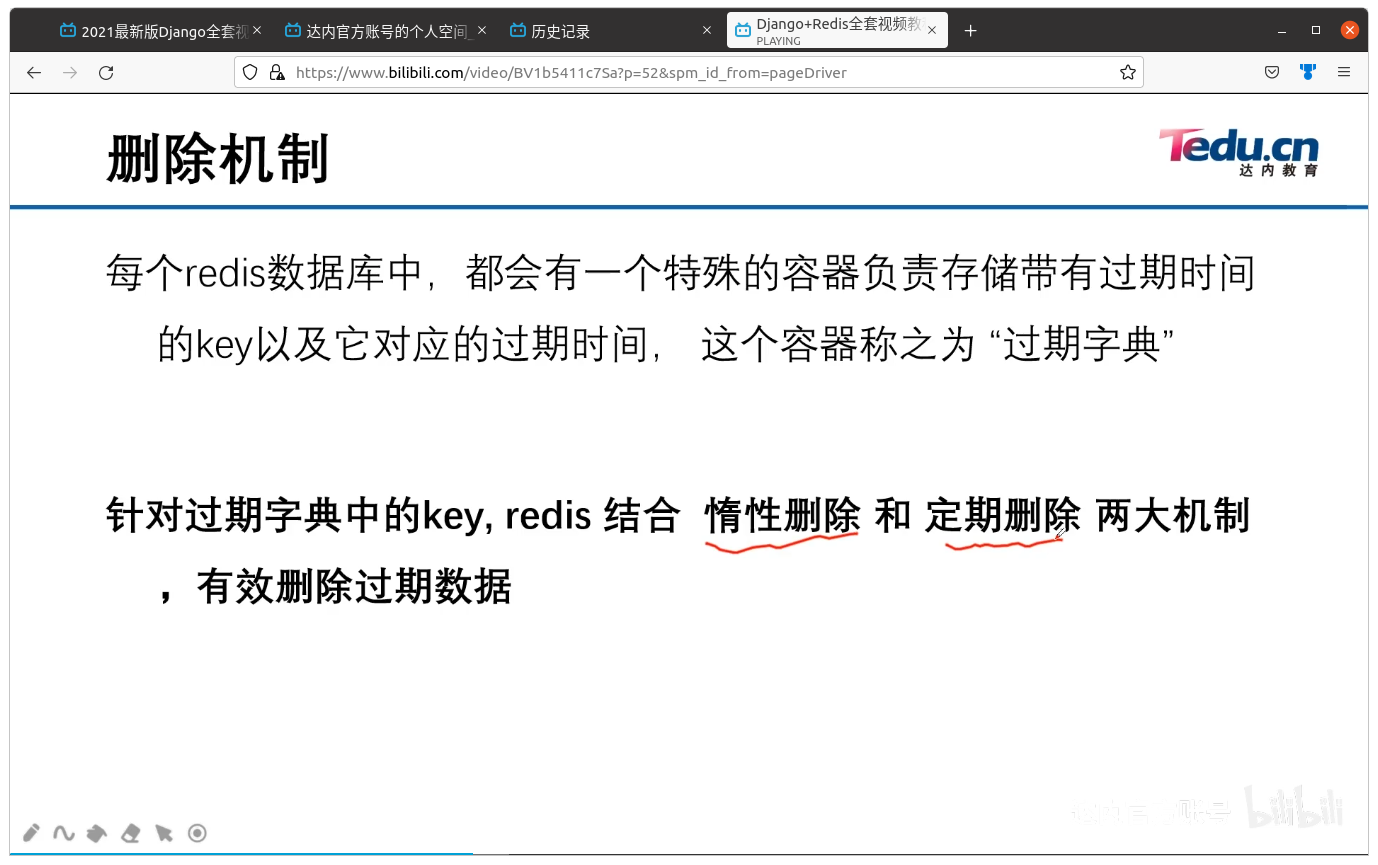 2021最新版Django全套视
达内官方账号的个人空间_
历史记录
Django+Redis全套视频教
PLAYING
https://www.bilibili.com/video/BV1b5411c7Sa?p=52&spm_id_from=pageDriver
删除机制
Tedu.cn
达内教育
每个redis数据库中，都会有一个特殊的容器负责存储带有过期时间
的key以及它对应的过期时间， 这个容器称之为 “过期字典”
针对过期字典中的key, redis 结合 惰性删除 和 定期删除 两大机制
，有效删除过期数据
bilibili